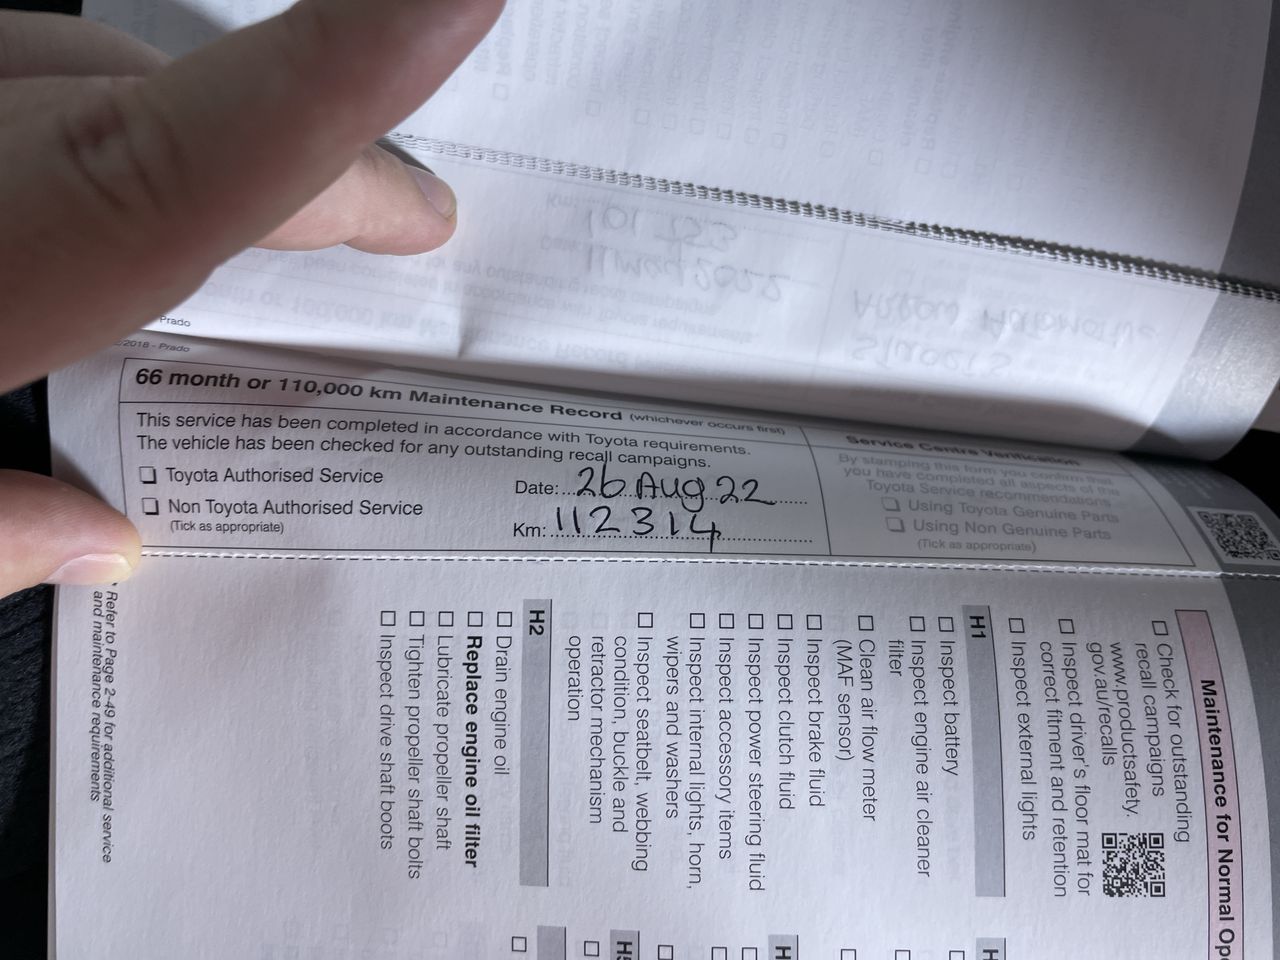 Prado
/2018 - Prado
66 month or 110,000 km Maintenance Record (whichever occurs first)
This service has been completed in accordance with Toyota requirements.
The vehicle has been checked for any outstanding recall campaigns.
❏ Toyota Authorised Service
❏ Non Toyota Authorised Service
(Tick as appropriate)
Date: 26 Aug 22
Km: 112314
Service Centre Verification
By stamping this form you confirm that
you have completed all aspects of the
Toyota Service recommendations
❏ Using Toyota Genuine Parts
❏ Using Non Genuine Parts
(Tick as appropriate)
Maintenance for Normal
❏ Check for outstanding
recall campaigns
www.productsafety.
gov.au/recalls
❏ Inspect driver's floor mat for
correct fitment and retention
❏ Inspect external lights
H1
❏ Inspect battery
❏ Inspect engine air cleaner
filter
❏ Clean air flow meter
(MAF sensor)
❏ Inspect brake fluid
❏ Inspect clutch fluid
❏ Inspect power steering fluid
❏ Inspect accessory items
❏ Inspect internal lights, horn,
wipers and washers
❏ Inspect seatbelt, webbing
condition, buckle and
retractor mechanism
operation
H2
❏ Drain engine oil
❏ Replace engine oil filter
❏ Lubricate propeller shaft
❏ Tighten propeller shaft bolts
❏ Inspect drive shaft boots
Refer to Page 2-49 for additional service
and maintenance requirements